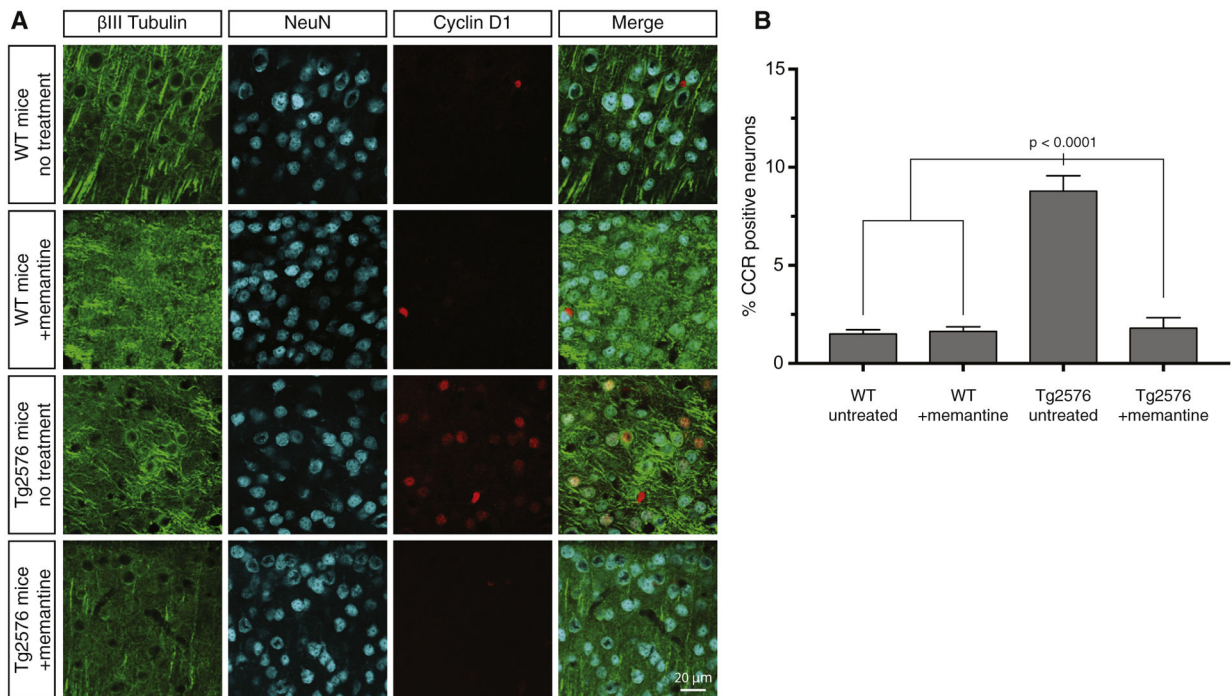 A
βIII Tubulin
NeuN
Cyclin D1
Merge
WT mice
no treatment
WT mice
+memantine
Tg2576 mice
no treatment
Tg2576 mice
+memantine
20 µm
B
% CCR positive neurons
15
10
5
0
p < 0.0001
WT
untreated
WT
+memantine
Tg2576
untreated
Tg2576
+memantine